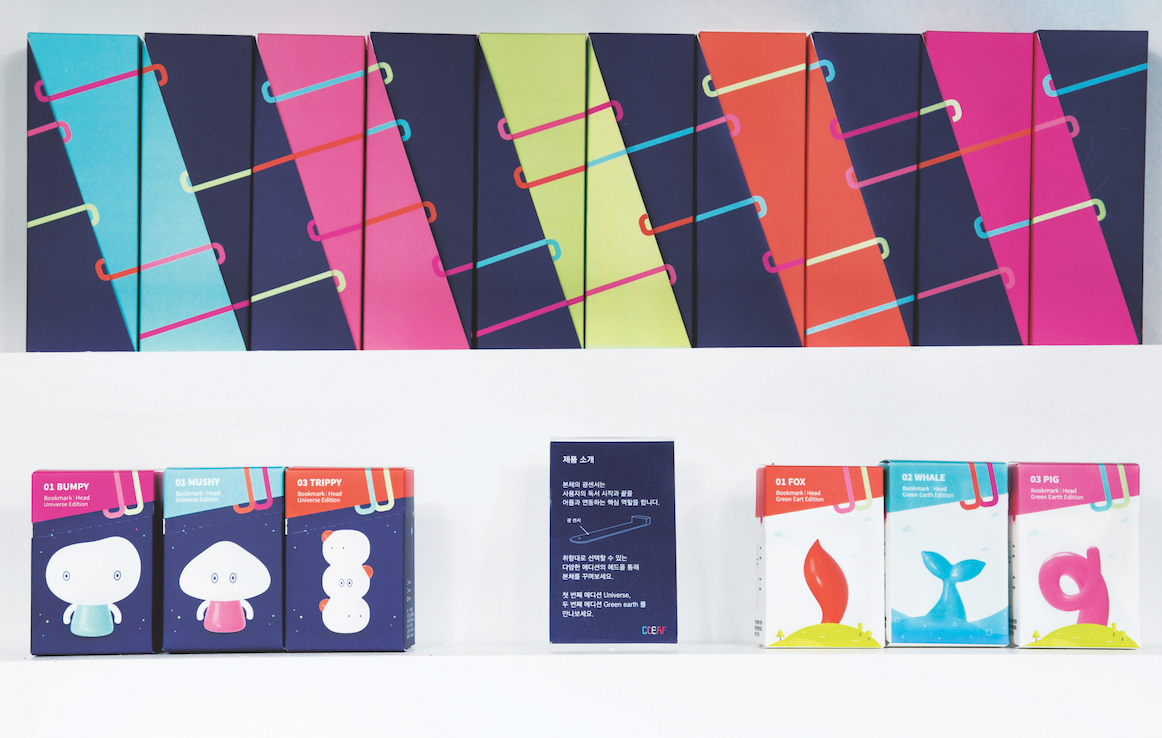 01 BUMPY
Bookmark : Head
Universe Edition
01 MUSHY
Bookmark : Head
Universe Edition
03 TRIPPY
Bookmark : Head
Universe Edition
제품 소개
본체의 광센서는
사용자의 독서 시작과 끝을
어플과 연동하는 핵심 역할을 합니다.
광 센서
취향대로 선택할 수 있는
다양한 에디션의 헤드을 통해
본체를 꾸며보세요.
첫 번째 에디션 Universe,
두 번째 에디션 Green earth 를
만나보세요.
01 FOX
Bookmark : Head
Green Eart Edition
02 WHALE
Bookmark : Head
Green Earth Edition
03 PIG
Bookmark : Head
Green Earth Edition